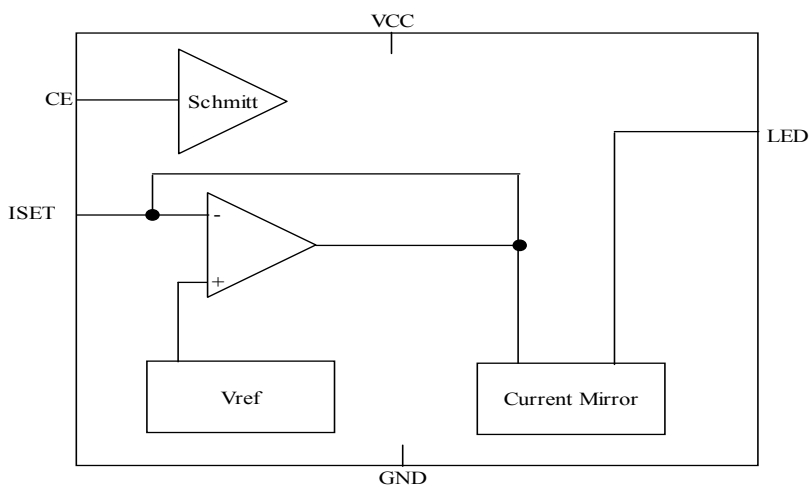 VCC
CE
Schmitt
LED
ISET
-
+
Vref
Current Mirror
GND